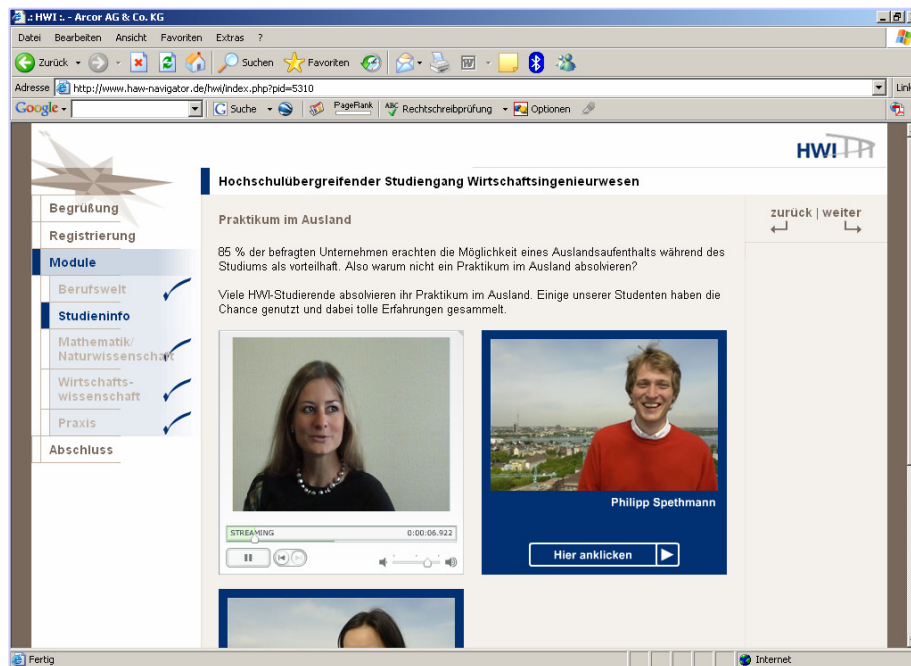 .: HWI :. - Arcor AG & Co. KG
Datei Bearbeiten Ansicht Favoriten Extras ?
Zurück Suchen Favoriten
Adresse http://www.haw-navigator.de/hwi/index.php?pid=5310
Google Suche PageRank ABC Rechtschreibprüfung Optionen
HWI
Hochschulübergreifender Studiengang Wirtschaftsingenieurwesen
Begrüßung
Registrierung
Module
Berufswelt
Studieninfo
Mathematik/
Naturwissenschaft
Wirtschafts-
wissenschaft
Praxis
Abschluss
zurück | weiter
Praktikum im Ausland
85 % der befragten Unternehmen erachten die Möglichkeit eines Auslandsaufenthalts während des
Studiums als vorteilhaft. Also warum nicht ein Praktikum im Ausland absolvieren?
Viele HWI-Studierende absolvieren ihr Praktikum im Ausland. Einige unserer Studenten haben die
Chance genutzt und dabei tolle Erfahrungen gesammelt.
STREAMING 0:00:06.922
Philipp Spethmann
Hier anklicken
Fertig Internet